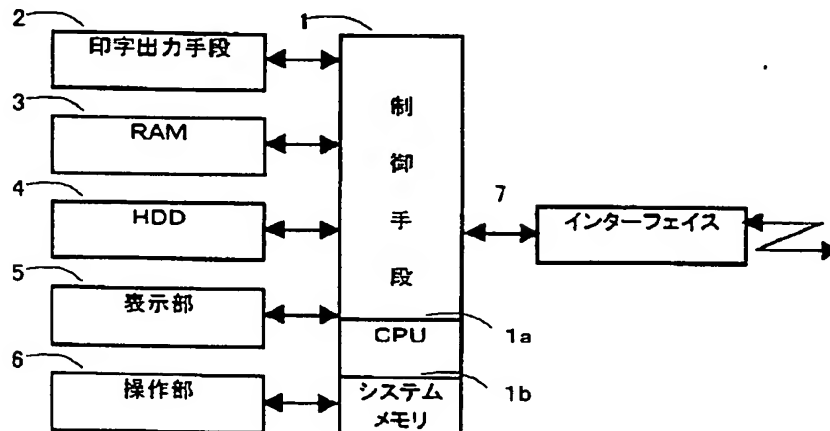 2
印字出力手段
3
RAM
4
HDD
5
表示部
6
操作部
1
制
御
手
段
1a
CPU
1b
システム
メモリ
7
インターフェイス